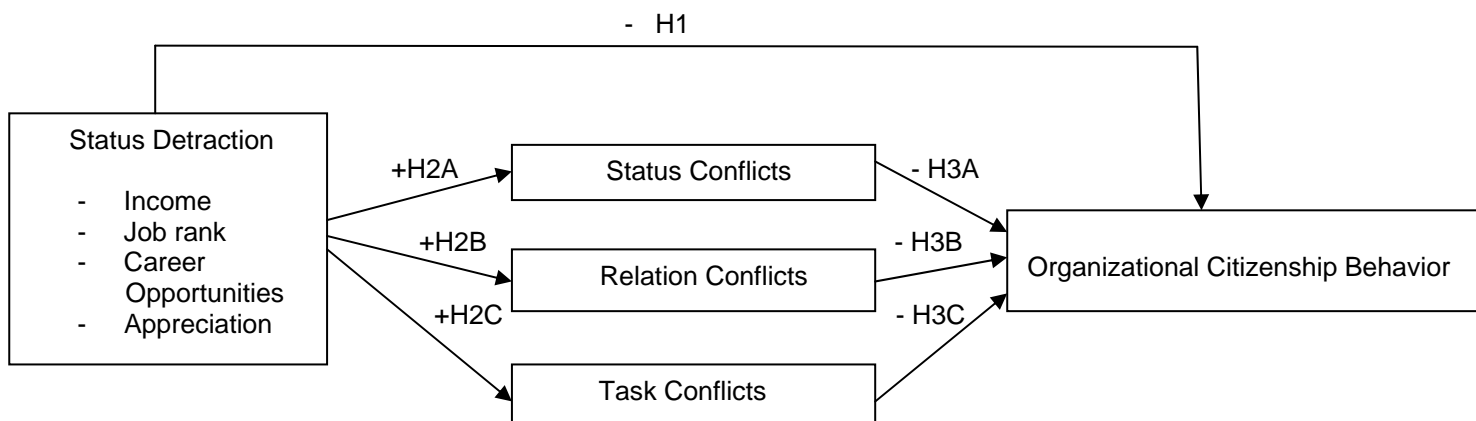 - H1
Status Detraction
- Income
- Job rank
- Career
Opportunities
- Appreciation
+H2A
+H2B
+H2C
Status Conflicts
Relation Conflicts
Task Conflicts
- H3A
- H3B
- H3C
Organizational Citizenship Behavior